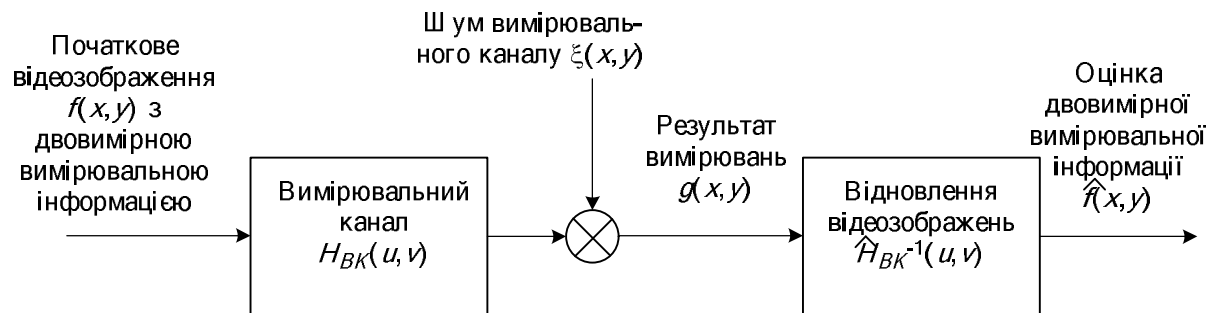 Початкове
відеозображення
f(x,y) з
двовимірною
вимірювальною
інформацією
Вимірювальний
канал
H_BK(u,v)
Ш ум вимірюваль-
ного каналу ξ(x,y)
Результат
вимірювань
g(x,y)
Відновлення
відеозображень
Ĥ_BK⁻¹(u,v)
Оцінка
двовимірної
вимірювальної
інформації
f̂(x,y)